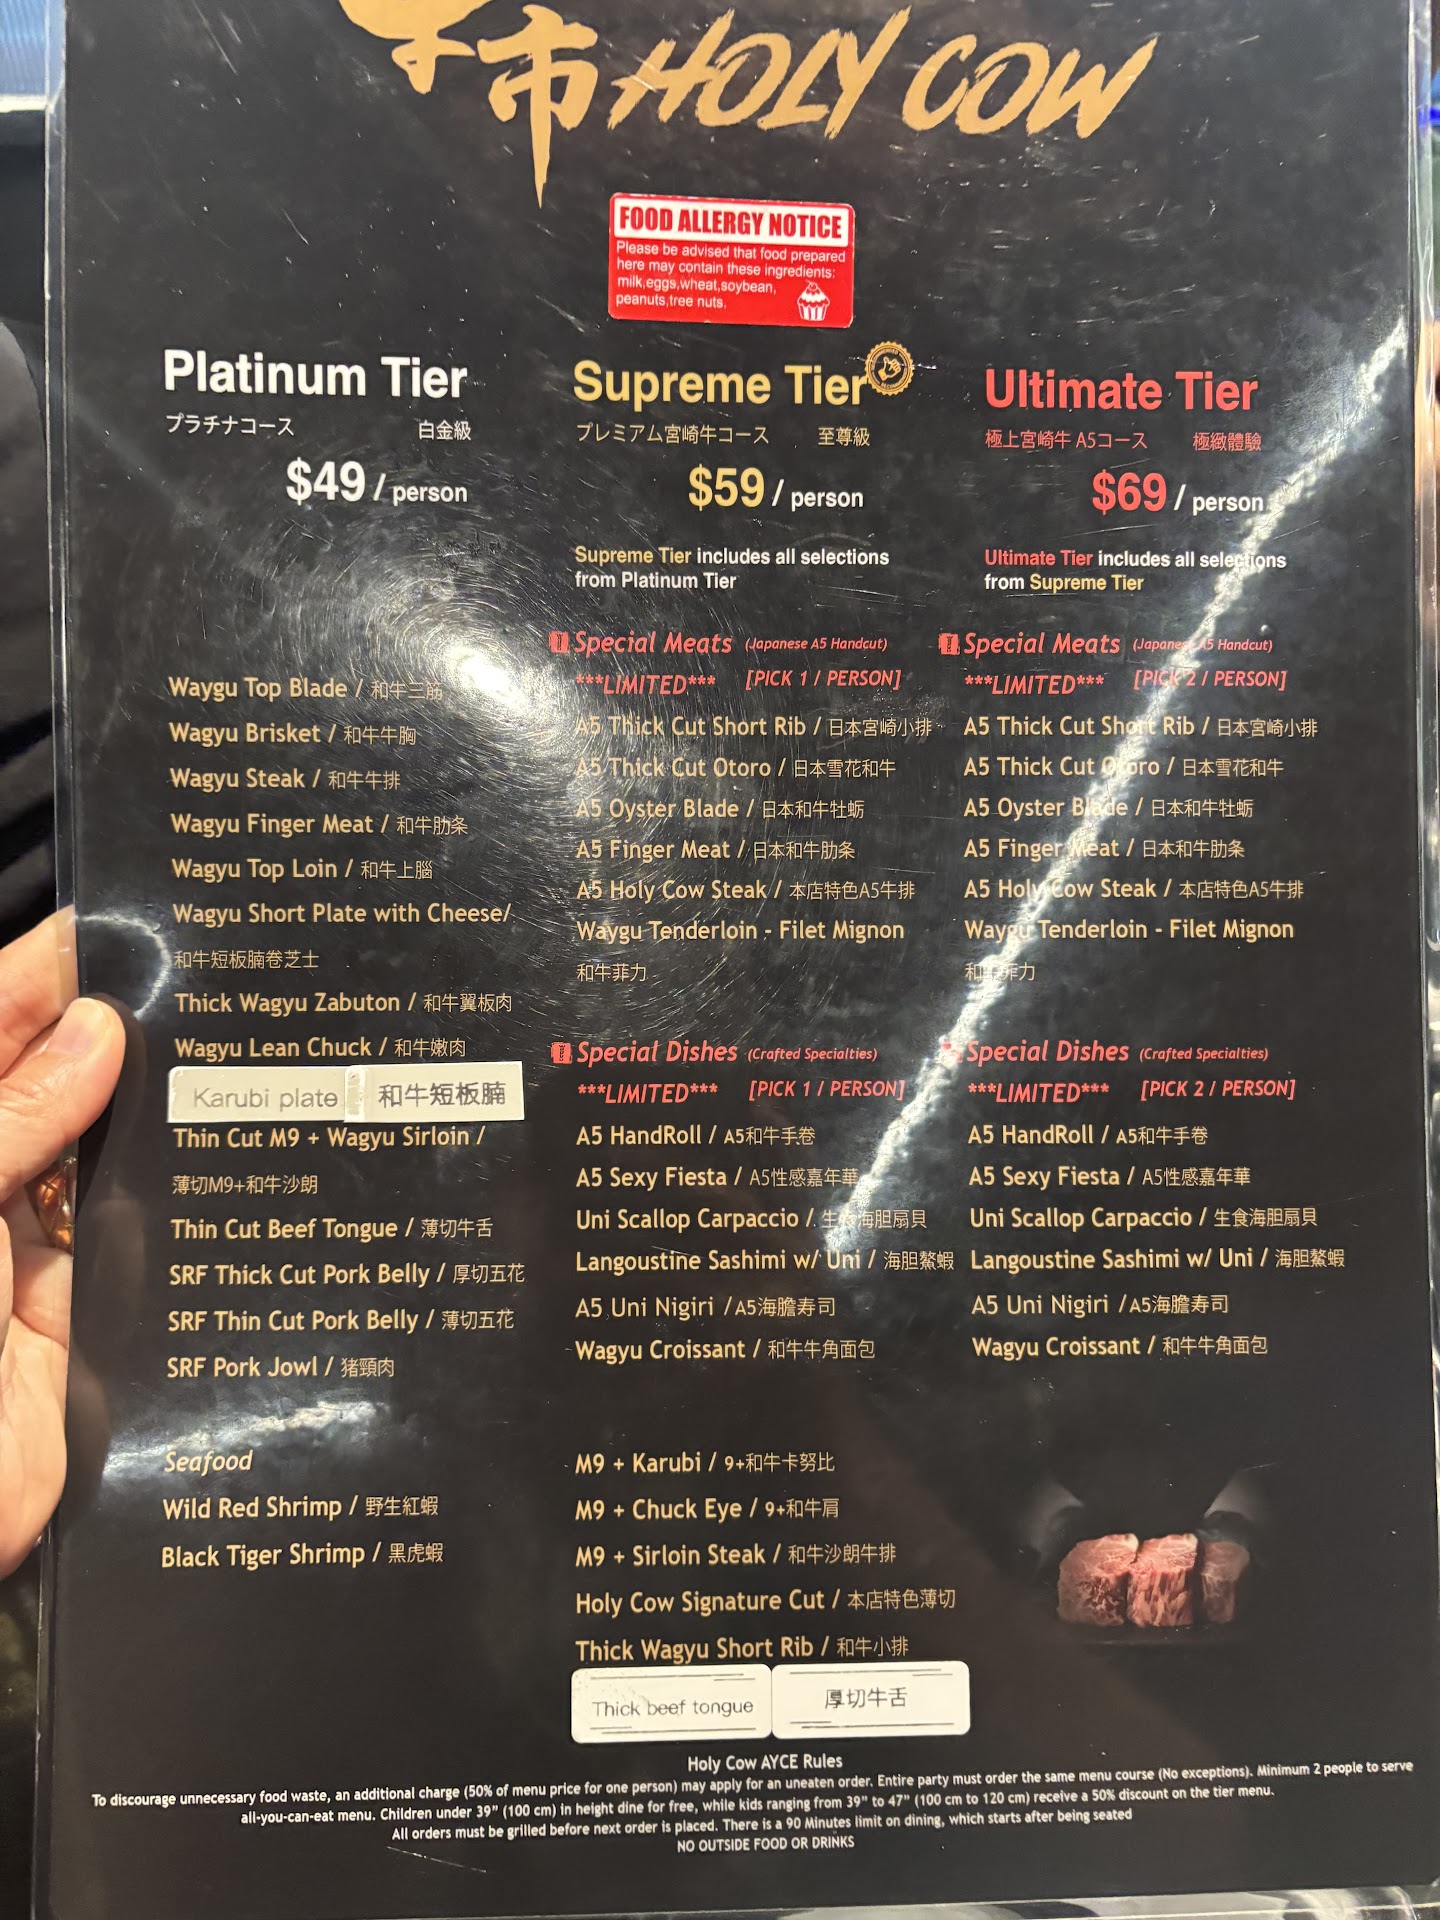 市 HOLY COW
FOOD ALLERGY NOTICE
Please be advised that food prepared
here may contain these ingredients:
milk,eggs,wheat,soybean,
peanuts,tree nuts.
Platinum Tier
プラチナコース 白金級
$49 / person
Waygu Top Blade / 和牛三筋
Wagyu Brisket / 和牛牛胸
Wagyu Steak / 和牛牛排
Wagyu Finger Meat / 和牛肋条
Wagyu Top Loin / 和牛上腦
Wagyu Short Plate with Cheese/
和牛短板腩卷芝士
Thick Wagyu Zabuton / 和牛翼板肉
Wagyu Lean Chuck / 和牛嫩肉
Karubi plate 和牛短板腩
Thin Cut M9 + Wagyu Sirloin /
薄切M9+和牛沙朗
Thin Cut Beef Tongue / 薄切牛舌
SRF Thick Cut Pork Belly / 厚切五花
SRF Thin Cut Pork Belly / 薄切五花
SRF Pork Jowl / 猪頸肉
Seafood
Wild Red Shrimp / 野生紅蝦
Black Tiger Shrimp / 黑虎蝦
Supreme Tier
プレミアム宮崎牛コース 至尊級
$59 / person
Supreme Tier includes all selections
from Platinum Tier
Special Meats (Japanese A5 Handcut)
***LIMITED*** [PICK 1 / PERSON]
A5 Thick Cut Short Rib / 日本宮崎小排
A5 Thick Cut Otoro / 日本雪花和牛
A5 Oyster Blade / 日本和牛牡蛎
A5 Finger Meat / 日本和牛肋条
A5 Holy Cow Steak / 本店特色A5牛排
Waygu Tenderloin - Filet Mignon
和牛菲力
Special Dishes (Crafted Specialties)
***LIMITED*** [PICK 1 / PERSON]
A5 HandRoll / A5和牛手卷
A5 Sexy Fiesta / A5性感嘉年華
Uni Scallop Carpaccio / 生食海胆扇貝
Langoustine Sashimi w/ Uni / 海胆鰲蝦
A5 Uni Nigiri /A5海膽寿司
Wagyu Croissant / 和牛牛角面包
M9 + Karubi / 9+和牛卡努比
M9 + Chuck Eye / 9+和牛肩
M9 + Sirloin Steak / 和牛沙朗牛排
Holy Cow Signature Cut / 本店特色薄切
Thick Wagyu Short Rib / 和牛小排
Thick beef tongue 厚切牛舌
Ultimate Tier
極上宮崎牛 A5コース 極緻體驗
$69 / person
Ultimate Tier includes all selections
from Supreme Tier
Special Meats (Japanese A5 Handcut)
***LIMITED*** [PICK 2 / PERSON]
A5 Thick Cut Short Rib / 日本宮崎小排
A5 Thick Cut Otoro / 日本雪花和牛
A5 Oyster Blade / 日本和牛牡蛎
A5 Finger Meat / 日本和牛肋条
A5 Holy Cow Steak / 本店特色A5牛排
Waygu Tenderloin - Filet Mignon
和牛菲力
Special Dishes (Crafted Specialties)
***LIMITED*** [PICK 2 / PERSON]
A5 HandRoll / A5和牛手卷
A5 Sexy Fiesta / A5性感嘉年華
Uni Scallop Carpaccio / 生食海胆扇貝
Langoustine Sashimi w/ Uni / 海胆鰲蝦
A5 Uni Nigiri /A5海膽寿司
Wagyu Croissant / 和牛牛角面包
Holy Cow AYCE Rules
To discourage unnecessary food waste, an additional charge (50% of menu price for one person) may apply for an uneaten order. Entire party must order the same menu course (No exceptions). Minimum 2 people to serve
all-you-can-eat menu. Children under 39” (100 cm) in height dine for free, while kids ranging from 39” to 47” (100 cm to 120 cm) receive a 50% discount on the tier menu.
All orders must be grilled before next order is placed. There is a 90 Minutes limit on dining, which starts after being seated
NO OUTSIDE FOOD OR DRINKS